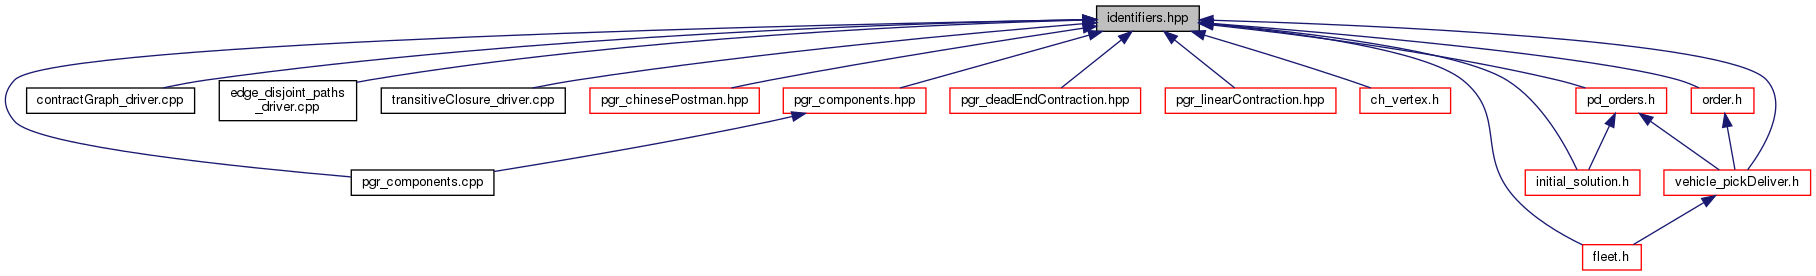 identifiers.hpp
contractGraph_driver.cpp
edge_disjoint_paths
_driver.cpp
transitiveClosure_driver.cpp
pgr_chinesePostman.hpp
pgr_components.hpp
pgr_deadEndContraction.hpp
pgr_linearContraction.hpp
ch_vertex.h
pd_orders.h
order.h
pgr_components.cpp
initial_solution.h
vehicle_pickDeliver.h
fleet.h